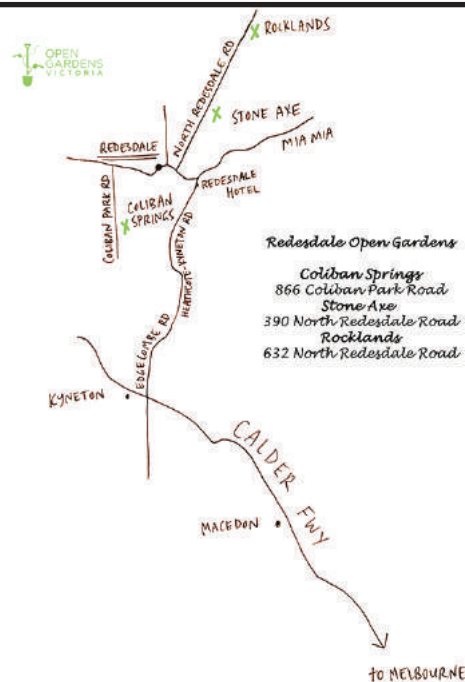 OPEN
GARDENS
VICTORIA
ROCKLANDS
NORTH REDESDALE RD
STONE AXE
MIA MIA
REDESDALE
REDESDALE
HOTEL
COLIBAN PARK RD
COLIBAN
SPRINGS
HEATHCOTE-KYNETON RD
EDGECOMBE RD
Redesdale Open Gardens
Coliban Springs
866 Coliban Park Road
Stone Axe
390 North Redesdale Road
Rocklands
632 North Redesdale Road
KYNETON
CALDER FWY
MACEDON
to MELBOURNE